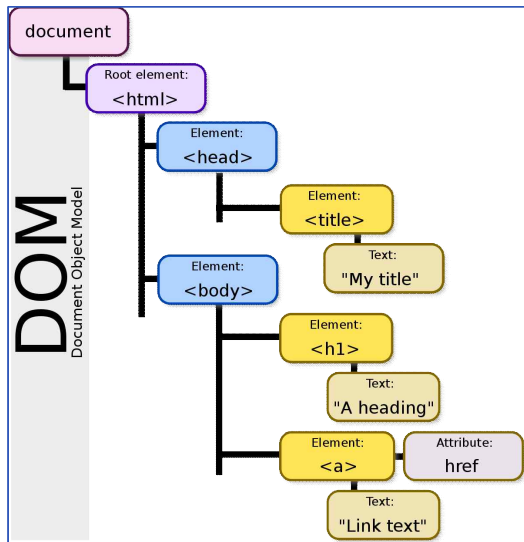 document
Root element:
<html>
Element:
<head>
Element:
<title>
Text:
"My title"
Element:
<body>
Element:
<h1>
Text:
"A heading"
Element:
<a>
Attribute:
href
Text:
"Link text"
DOM
Document Object Model